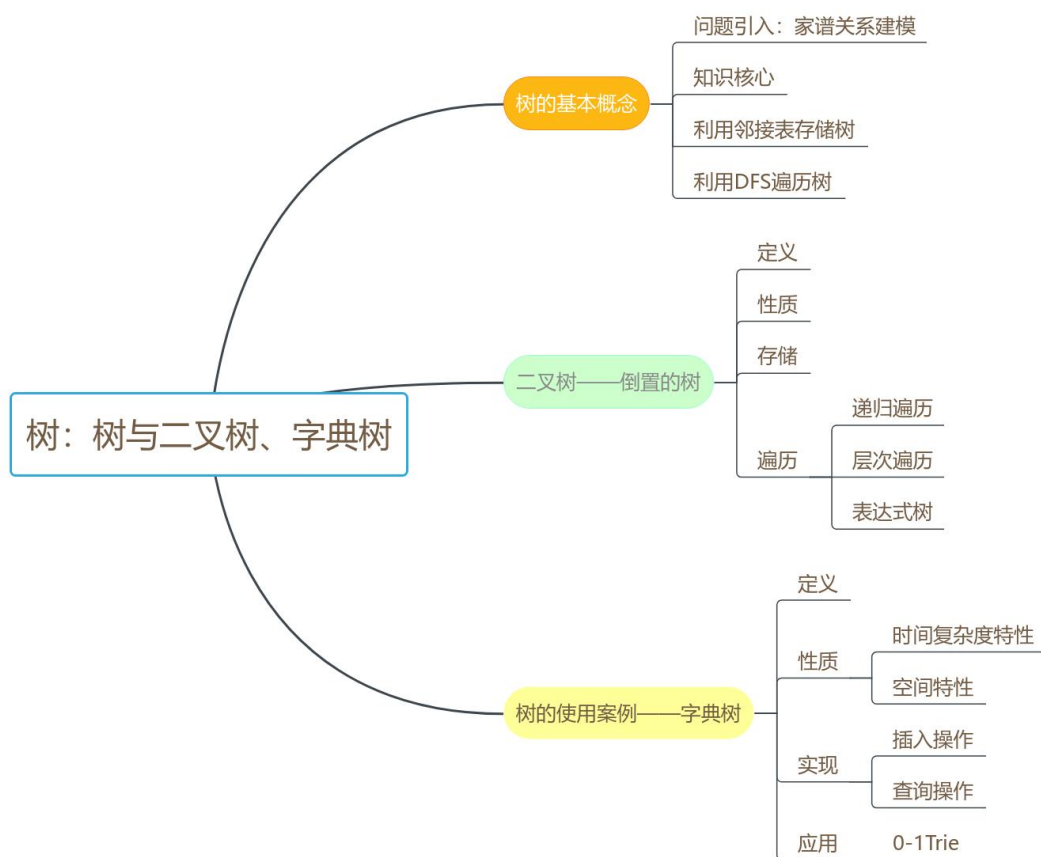 树：树与二叉树、字典树
树的基本概念
问题引入：家谱关系建模
知识核心
利用邻接表存储树
利用DFS遍历树
二叉树——倒置的树
定义
性质
存储
遍历
递归遍历
层次遍历
表达式树
树的使用案例——字典树
定义
性质
时间复杂度特性
空间特性
实现
插入操作
查询操作
应用
0-1Trie